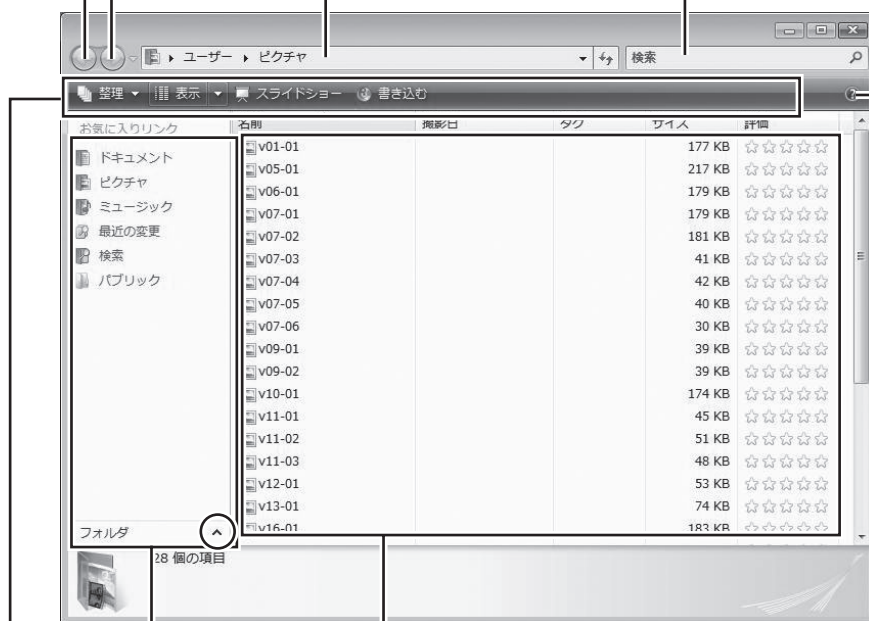 ユーザー ピクチャ 検索
整理 表示 スライドショー 書き込む
お気に入りリンク
ドキュメント
ピクチャ
ミュージック
最近の変更
検索
パブリック
フォルダ
名前 撮影日 タグ サイズ 評価
v01-01 177 KB
v05-01 217 KB
v06-01 179 KB
v07-01 179 KB
v07-02 181 KB
v07-03 41 KB
v07-04 42 KB
v07-05 40 KB
v07-06 30 KB
v09-01 39 KB
v09-02 39 KB
v10-01 174 KB
v11-01 45 KB
v11-02 51 KB
v11-03 48 KB
v12-01 53 KB
v13-01 74 KB
v16-01 183 KB
28 個の項目